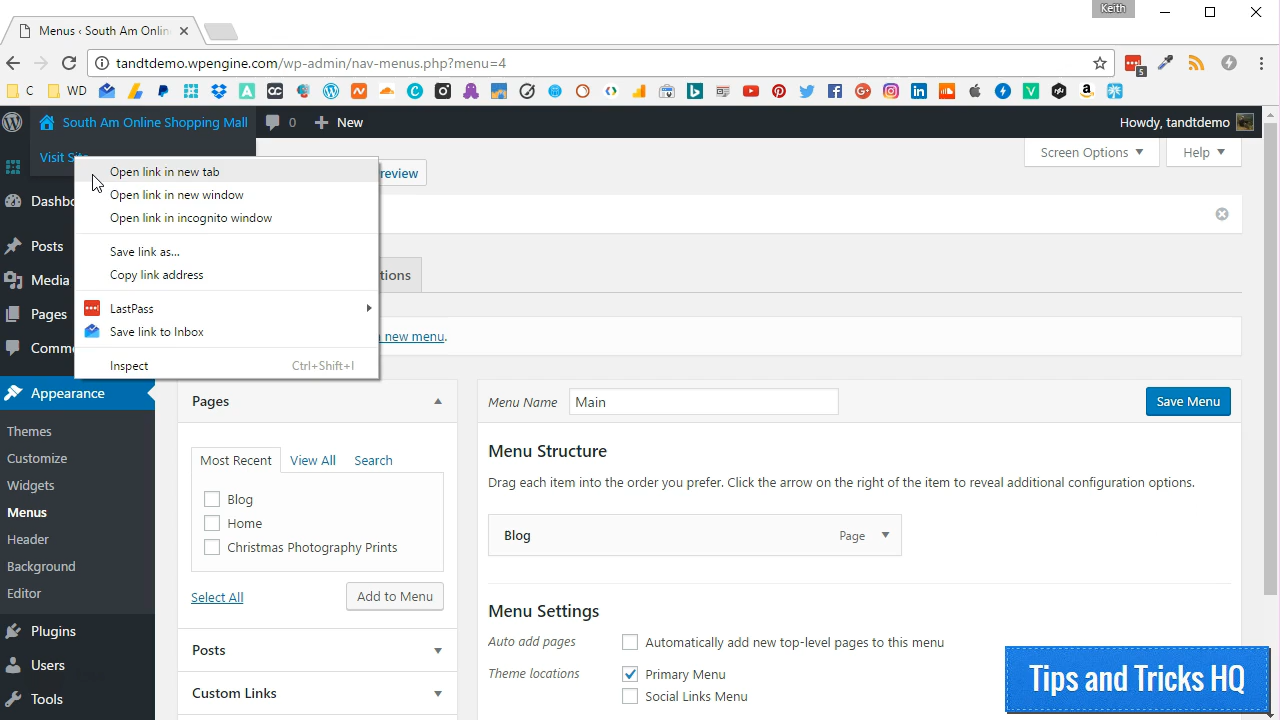 Keith
Menus ‹ South Am Onlin
tandtdemo.wpengine.com/wp-admin/nav-menus.php?menu=4
5
C
WD
South Am Online Shopping Mall
0
New
Howdy, tandtdemo
Visit Site
review
Screen Options
Help
Open link in new tab
Open link in new window
Open link in incognito window
Save link as...
Copy link address
LastPass
Save link to Inbox
Inspect
Ctrl+Shift+I
tions
new menu.
Dashbo
Posts
Media
Pages
Comme
Appearance
Themes
Customize
Widgets
Menus
Header
Background
Editor
Plugins
Users
Tools
Pages
Most Recent
View All
Search
Blog
Home
Christmas Photography Prints
Select All
Add to Menu
Posts
Custom Links
Menu Name
Main
Save Menu
Menu Structure
Drag each item into the order you prefer. Click the arrow on the right of the item to reveal additional configuration options.
Blog
Page
Menu Settings
Auto add pages
Automatically add new top-level pages to this menu
Theme locations
Primary Menu
Social Links Menu
Tips and Tricks HQ